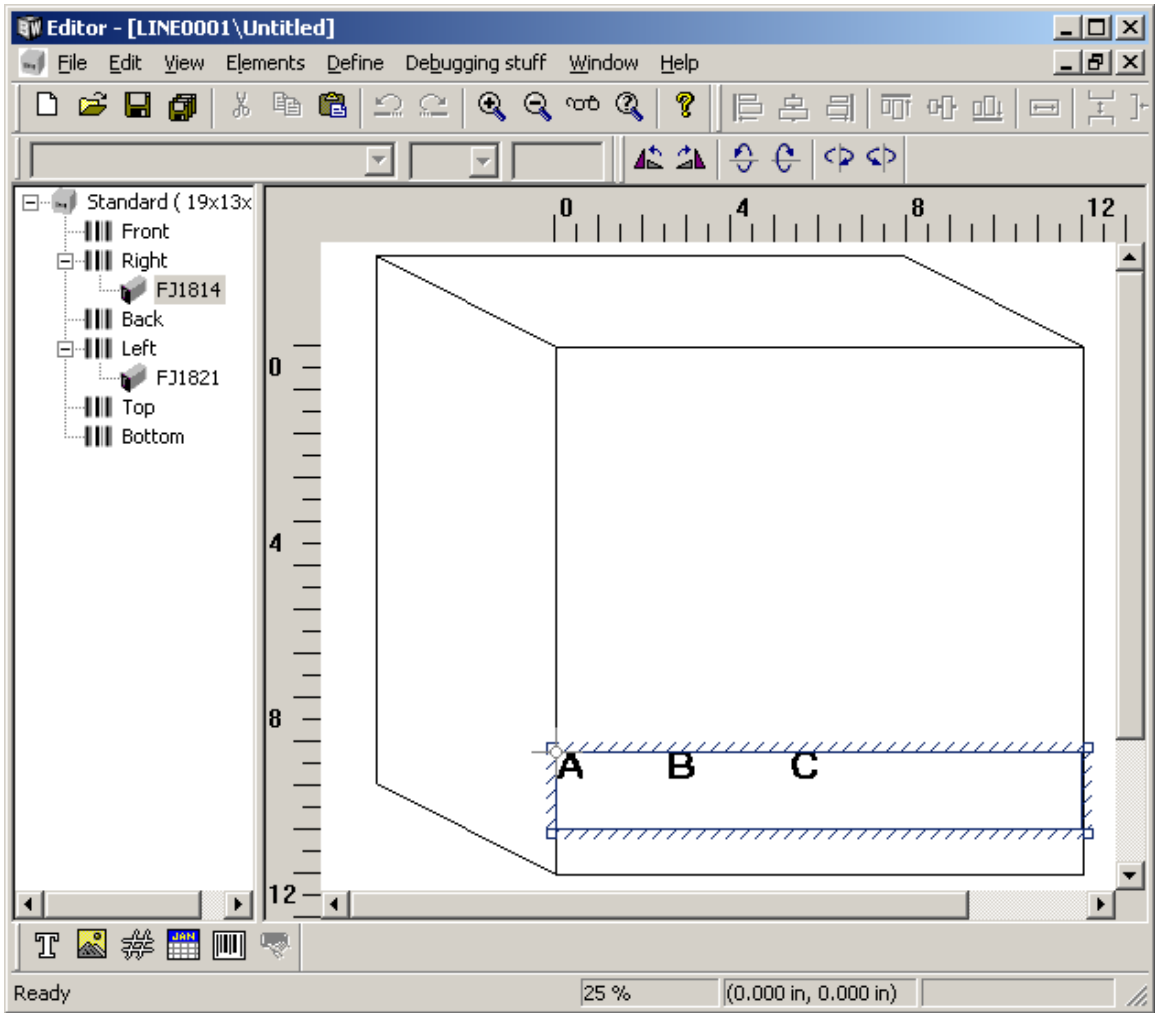 BW Editor - [LINE0001\Untitled]
File Edit View Elements Define Debugging stuff Window Help
Standard ( 19x13x
Front
Right
FJ1814
Back
Left
FJ1821
Top
Bottom
0 4 8 12
0
4
8
12
A B C
T JAN
Ready 25 % (0.000 in, 0.000 in)